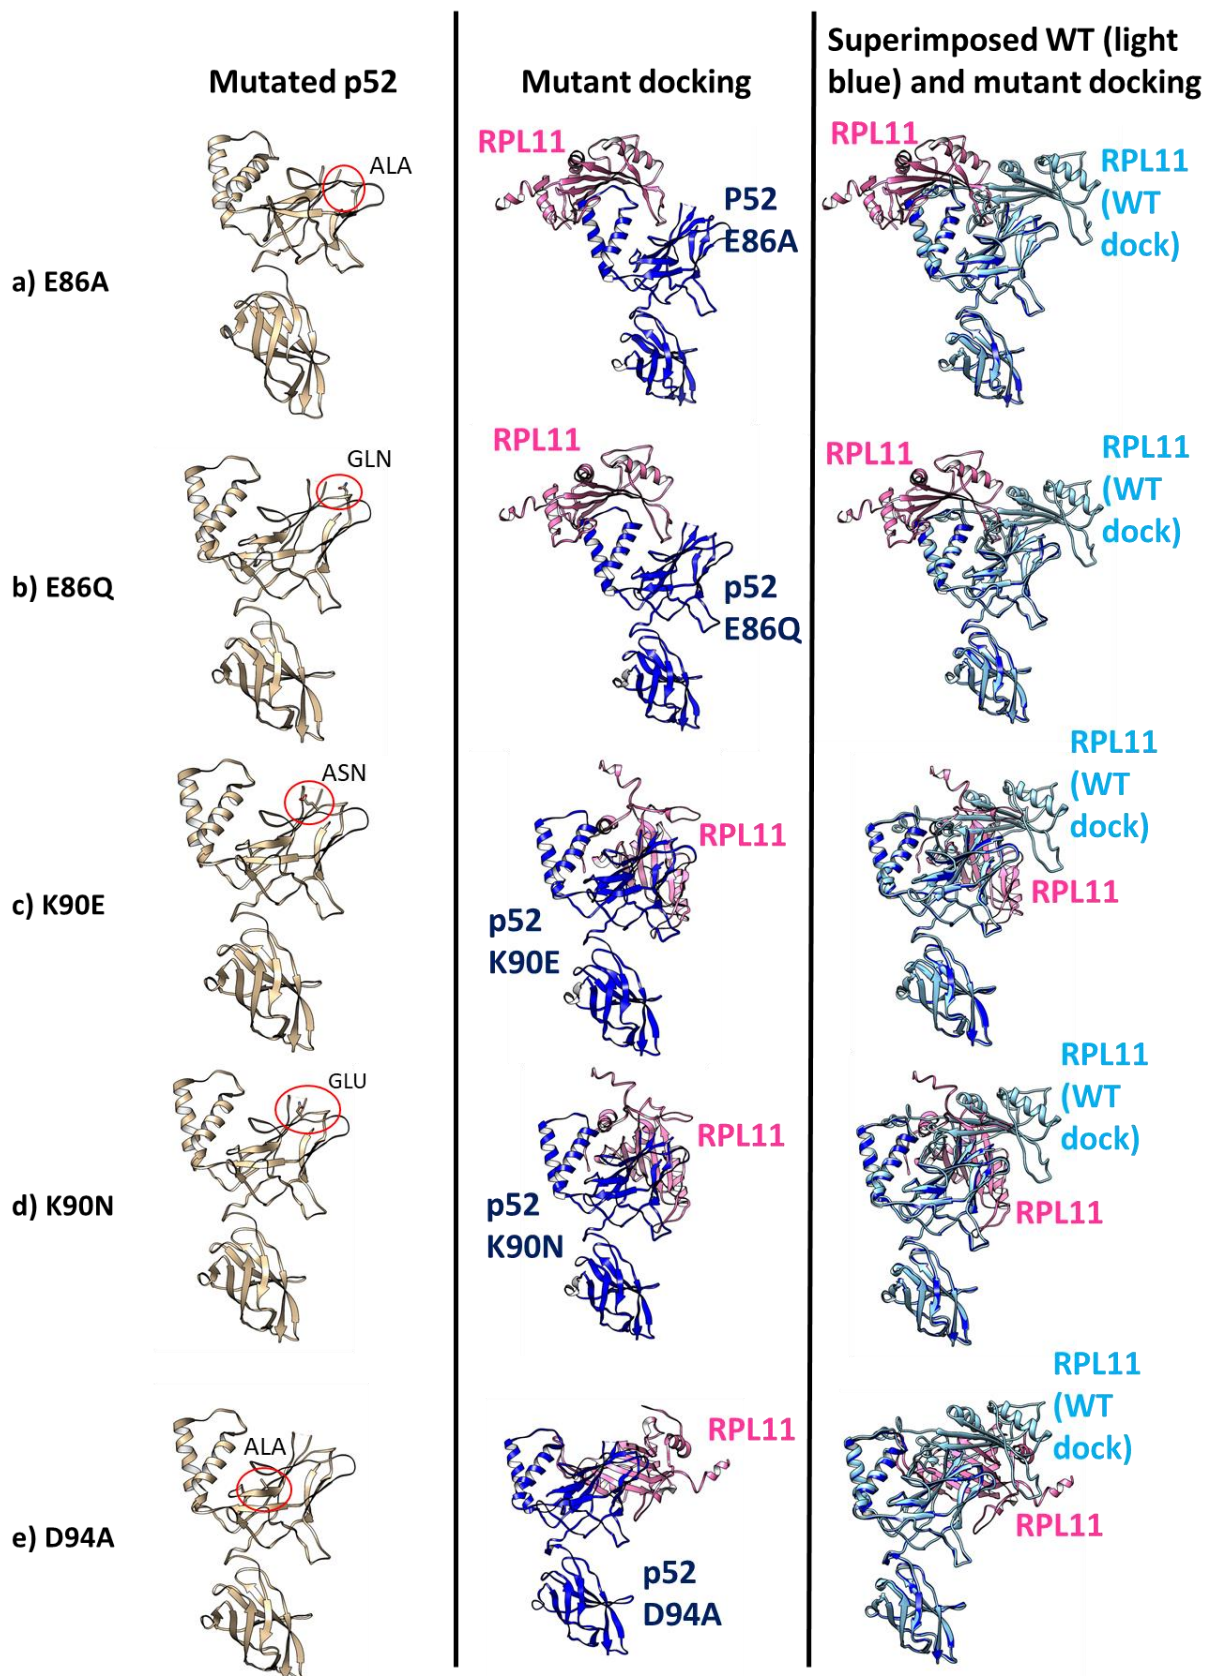 Mutated p52
Mutant docking
Superimposed WT (light
blue) and mutant docking
a) E86A
ALA
RPL11
P52
E86A
RPL11
RPL11
(WT
dock)
b) E86Q
GLN
RPL11
p52
E86Q
RPL11
RPL11
(WT
dock)
c) K90E
ASN
RPL11
p52
K90E
RPL11
(WT
dock)
RPL11
d) K90N
GLU
RPL11
p52
K90N
RPL11
(WT
dock)
RPL11
e) D94A
ALA
RPL11
p52
D94A
RPL11
(WT
dock)
RPL11